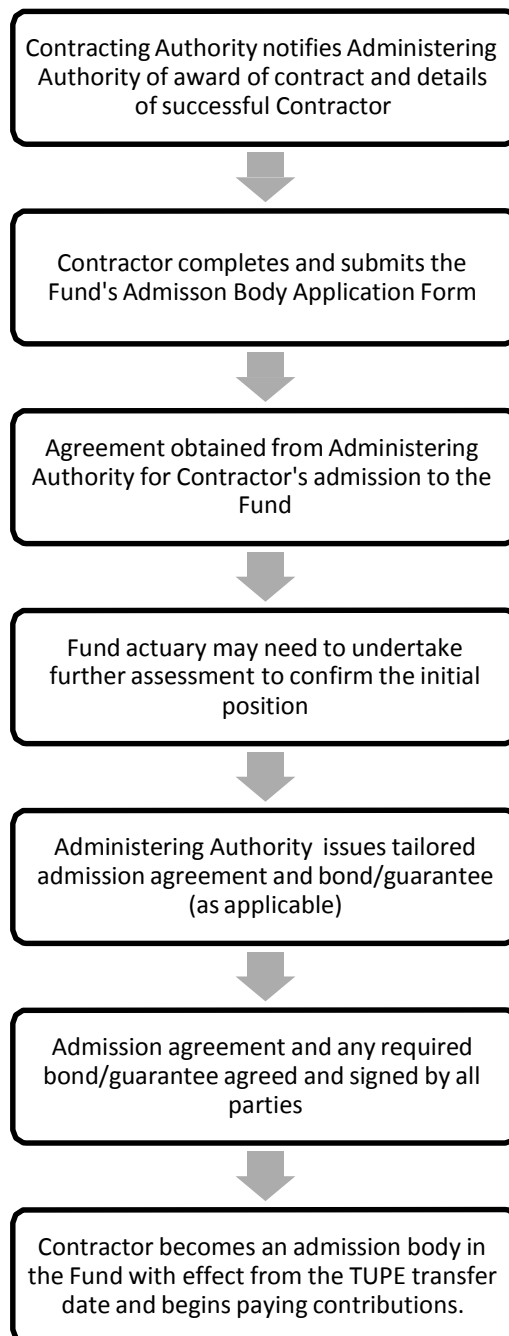 Contracting Authority notifies Administering
Authority of award of contract and details
of successful Contractor
Contractor completes and submits the
Fund's Admisson Body Application Form
Agreement obtained from Administering
Authority for Contractor's admission to the
Fund
Fund actuary may need to undertake
further assessment to confirm the initial
position
Administering Authority issues tailored
admission agreement and bond/guarantee
(as applicable)
Admission agreement and any required
bond/guarantee agreed and signed by all
parties
Contractor becomes an admission body in
the Fund with effect from the TUPE transfer
date and begins paying contributions.